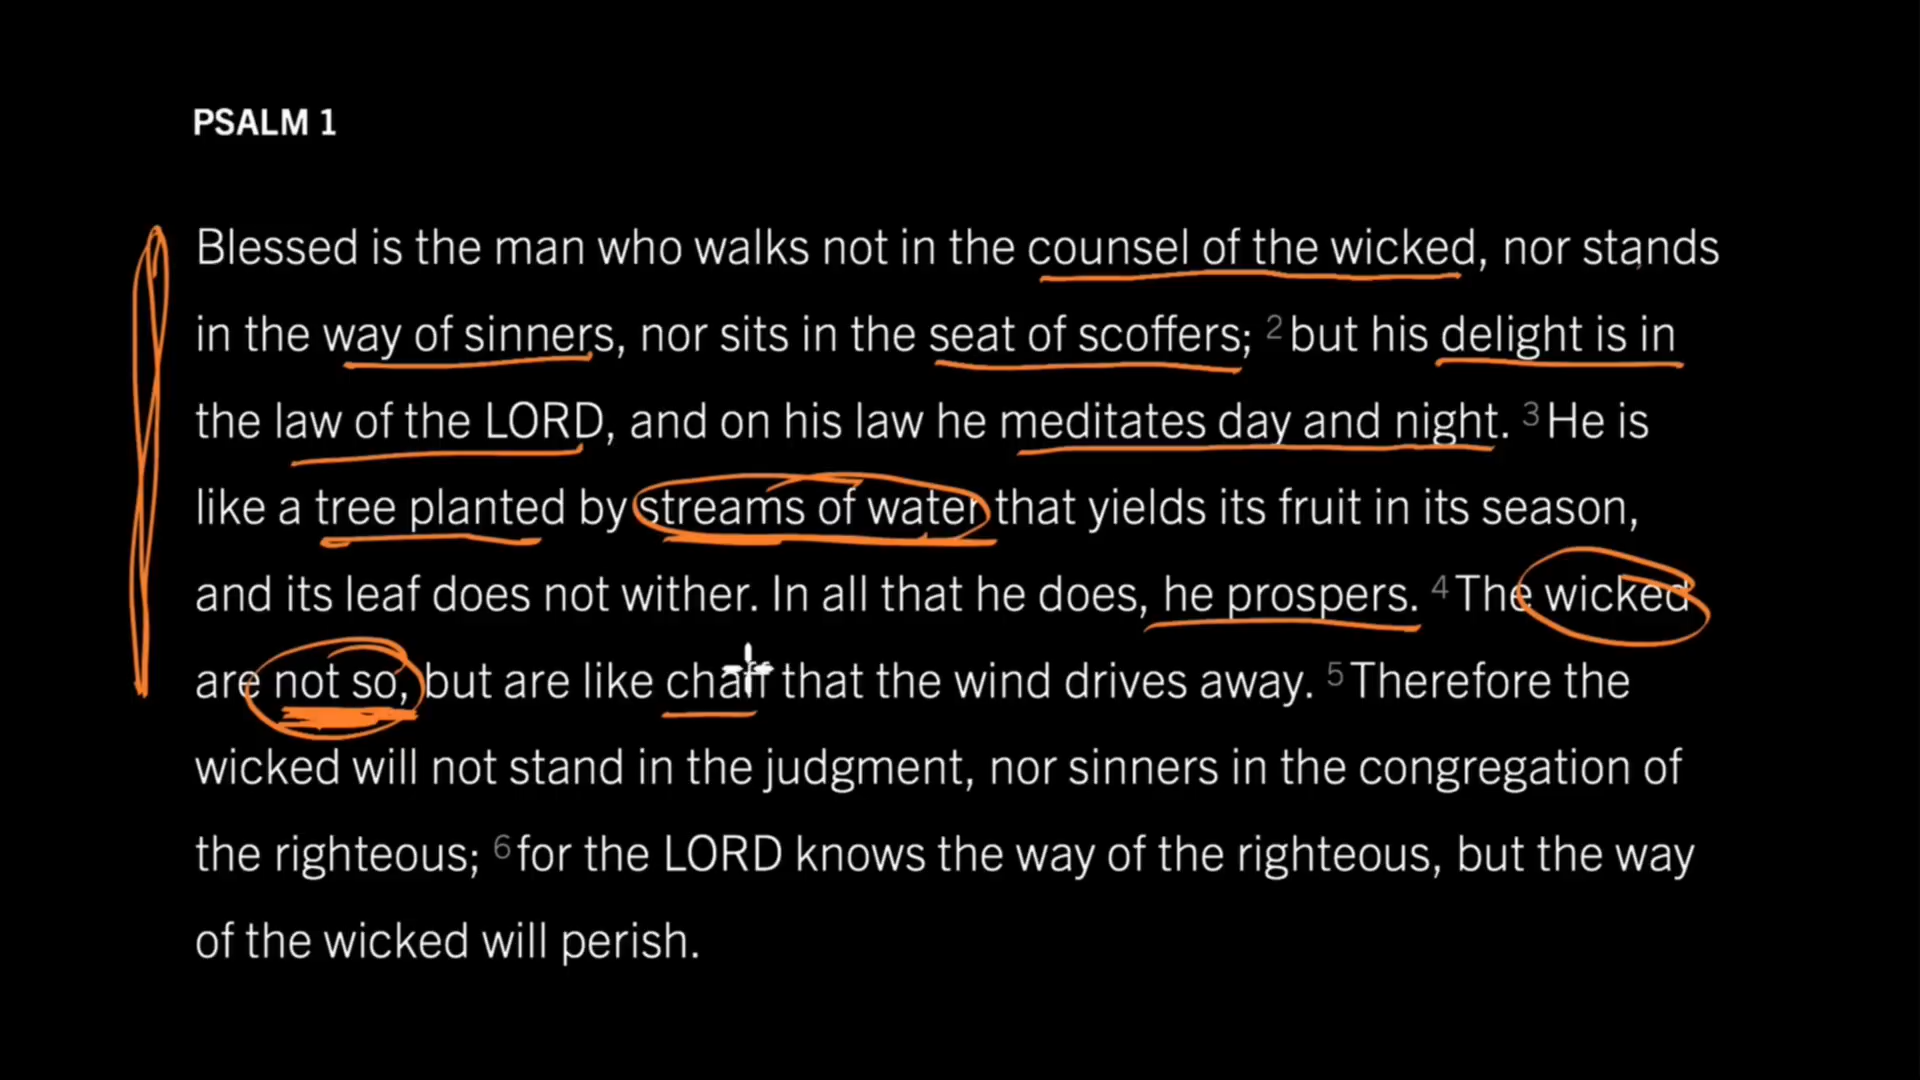 PSALM 1
Blessed is the man who walks not in the counsel of the wicked, nor stands
in the way of sinners, nor sits in the seat of scoffers; 2 but his delight is in
the law of the LORD, and on his law he meditates day and night. 3 He is
like a tree planted by streams of water that yields its fruit in its season,
and its leaf does not wither. In all that he does, he prospers. 4 The wicked
are not so, but are like chaff that the wind drives away. 5 Therefore the
wicked will not stand in the judgment, nor sinners in the congregation of
the righteous; 6 for the LORD knows the way of the righteous, but the way
of the wicked will perish.